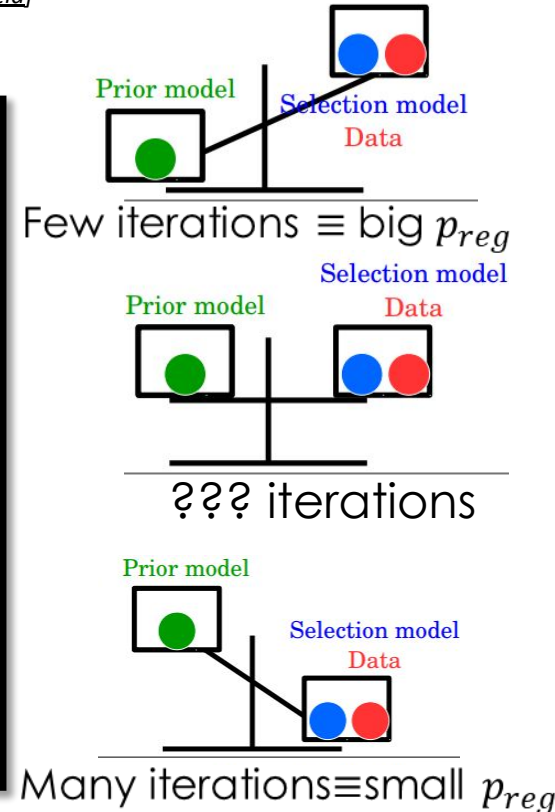 Prior model
Selection model
Data
Few iterations ≡ big p_reg
Selection model
Prior model
Data
??? iterations
Prior model
Selection model
Data
Many iterations≡small p_reg